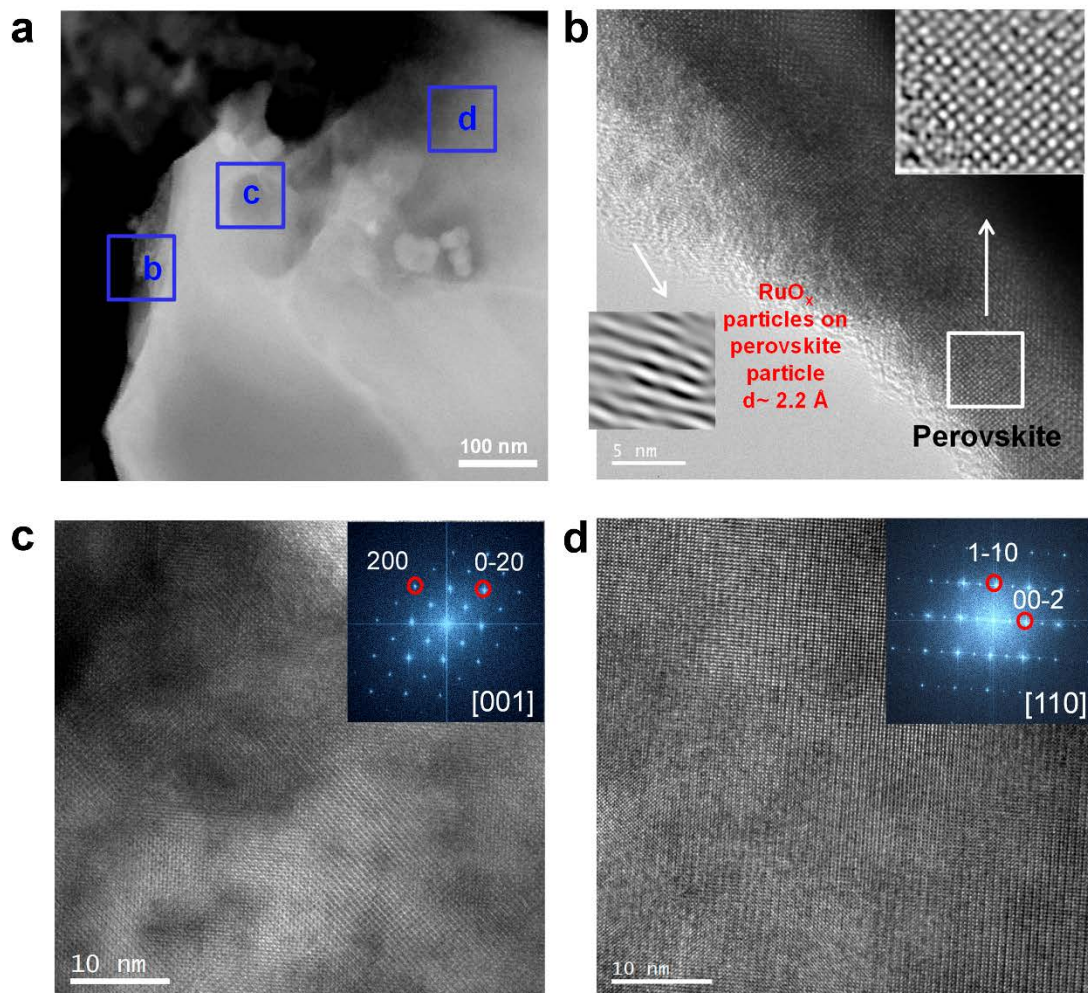 a
d
c
b
100 nm
b
RuOₓ
particles on
perovskite
particle
d~ 2.2 Å
Perovskite
5 nm
c
200
0-20
[001]
10 nm
d
1-10
00-2
[110]
10 nm